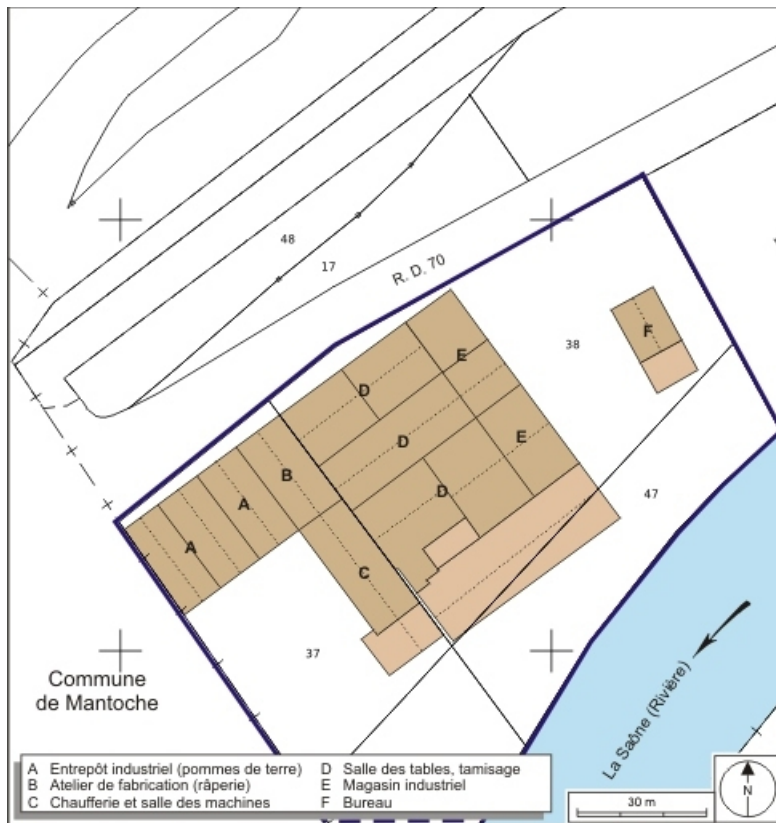 48
17
R. D. 70
38
F
E
D
D
E
B
A
D
A
C
47
37
Commune
de Mantoche
La Saône (Rivière)
A Entrepôt industriel (pommes de terre)
B Atelier de fabrication (râperie)
C Chaufferie et salle des machines
D Salle des tables, tamisage
E Magasin industriel
F Bureau
30 m
N